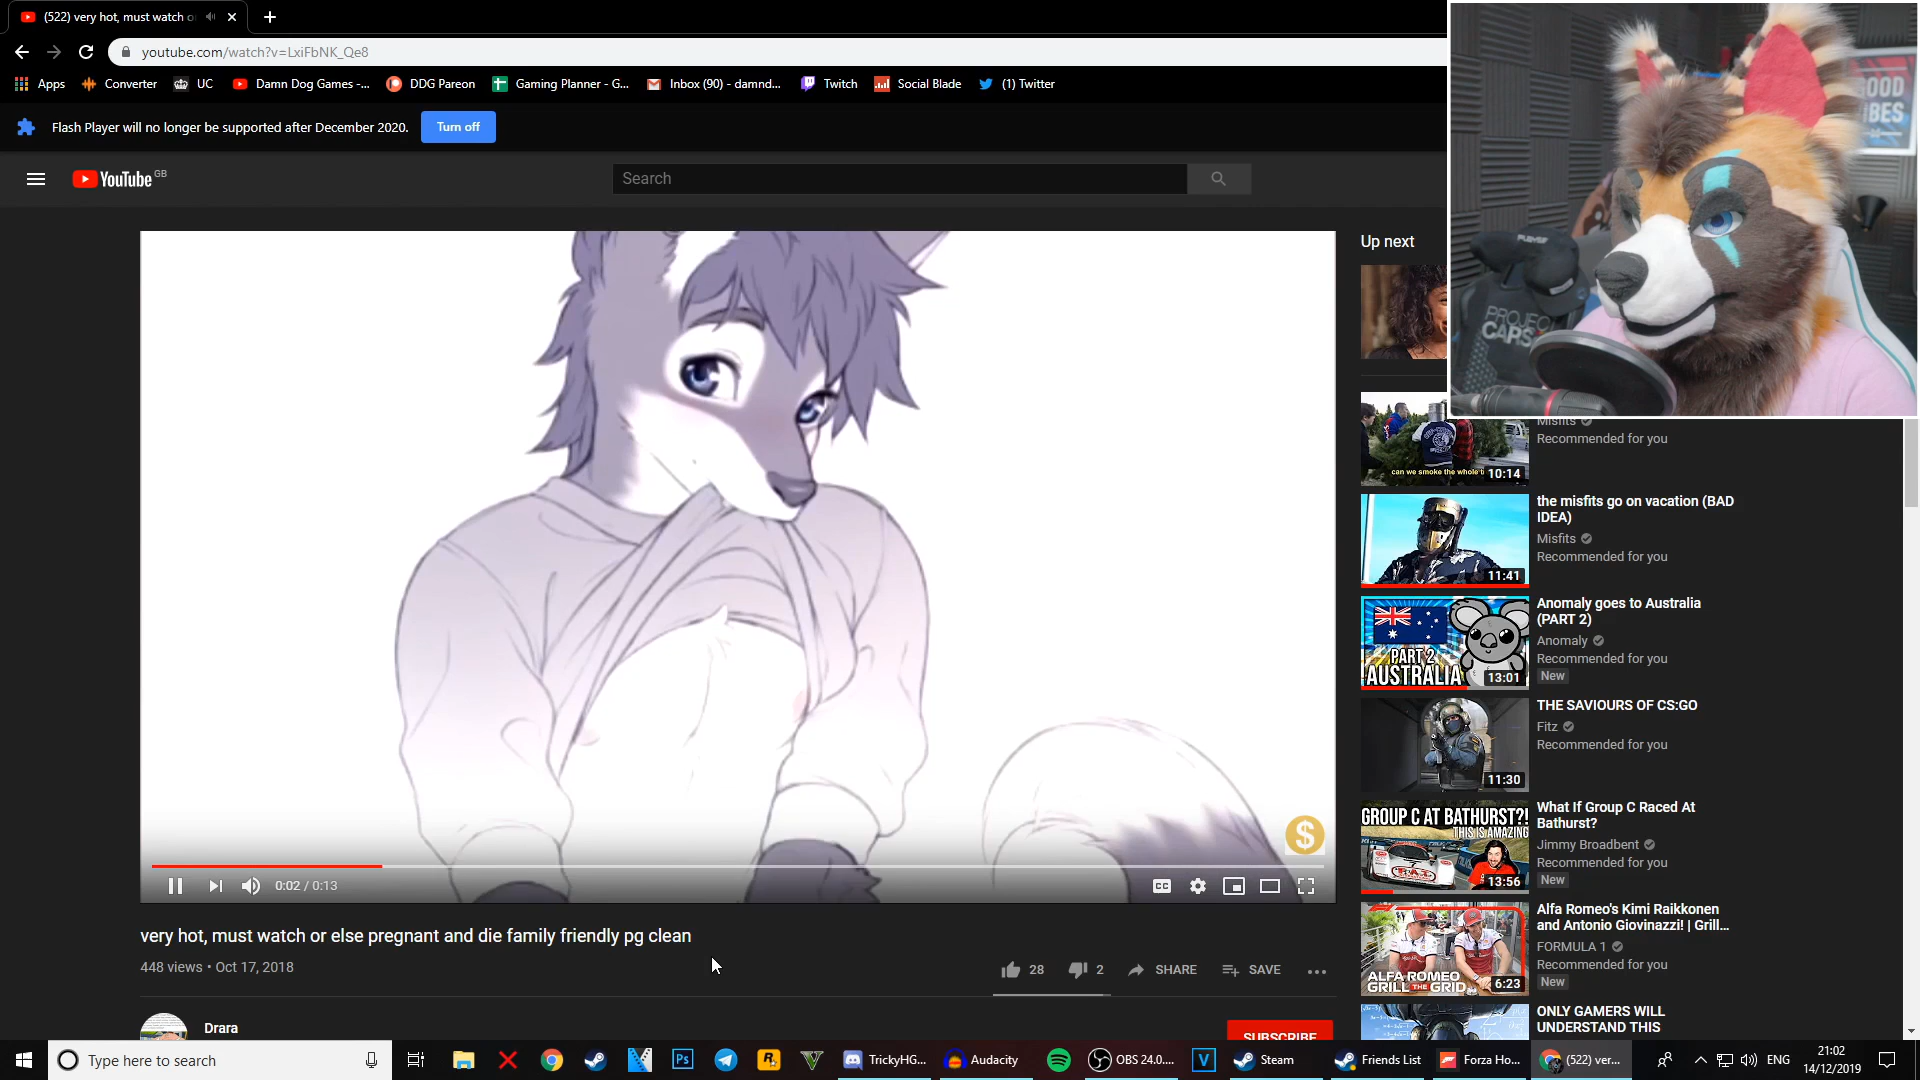 (522) very hot, must watch o
youtube.com/watch?v=LxiFbNK_Qe8
Apps Converter UC Damn Dog Games -... DDG Pareon Gaming Planner - G... Inbox (90) - damnd... Twitch Social Blade (1) Twitter
Flash Player will no longer be supported after December 2020. Turn off
YouTube GB
Search
Up next
GOOD
PROJECT
CARS
Misfits
Recommended for you
can we smoke the whole
10:14
the misfits go on vacation (BAD
IDEA)
Misfits
Recommended for you
11:41
Anomaly goes to Australia
(PART 2)
Anomaly
Recommended for you
New
PART 2
AUSTRALIA
13:01
THE SAVIOURS OF CS:GO
Fitz
Recommended for you
11:30
What If Group C Raced At
Bathurst?
Jimmy Broadbent
Recommended for you
New
GROUP C AT BATHURST?!
THIS IS AMAZING
13:56
Alfa Romeo's Kimi Raikkonen
and Antonio Giovinazzi! | Grill...
FORMULA 1
Recommended for you
New
ALFA ROMEO
GRILL THE GRID
6:23
ONLY GAMERS WILL
UNDERSTAND THIS
$
0:02 / 0:13
CC
very hot, must watch or else pregnant and die family friendly pg clean
448 views • Oct 17, 2018
28 2 SHARE SAVE
Drara
SUBSCRIBE
Type here to search
Ps
TrickyHG... Audacity OBS 24.0.... V Steam Friends List Forza Ho... (522) ver...
ENG
21:02
14/12/2019